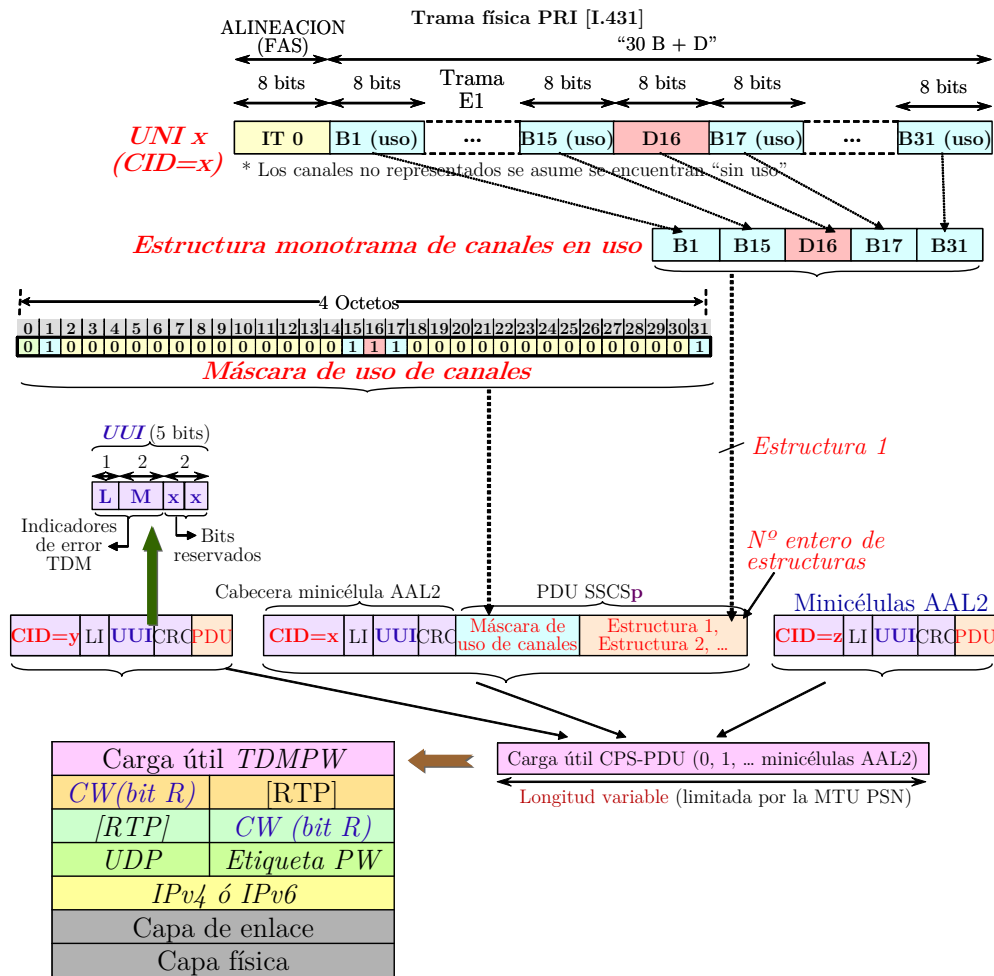 Trama física PRI [I.431]
ALINEACION
(FAS)
“30 B + D”
8 bits
8 bits
Trama
E1
8 bits
8 bits
8 bits
8 bits
UNI x
(CID=x)
IT 0
B1 (uso)
...
B15 (uso)
D16
B17 (uso)
...
B31 (uso)
* Los canales no representados se asume se encuentran “sin uso”
Estructura monotrama de canales en uso
B1
B15
D16
B17
B31
4 Octetos
0 1 2 3 4 5 6 7 8 9 10 11 12 13 14 15 16 17 18 19 20 21 22 23 24 25 26 27 28 29 30 31
0 1 0 0 0 0 0 0 0 0 0 0 0 0 0 1 1 1 0 0 0 0 0 0 0 0 0 0 0 0 0 1
Máscara de uso de canales
UUI (5 bits)
1 2 2
L M x x
Indicadores
de error
TDM
Bits
reservados
Estructura 1
Nº entero de
estructuras
Cabecera minicélula AAL2
PDU SSCSp
Minicélulas AAL2
CID=y
LI
UUI
CRC
PDU
CID=x
LI
UUI
CRC
Máscara de
uso de canales
Estructura 1,
Estructura 2, ...
CID=z
LI
UUI
CRC
PDU
Carga útil TDMPW
Carga útil CPS-PDU (0, 1, ... minicélulas AAL2)
Longitud variable (limitada por la MTU PSN)
CW(bit R)
[RTP]
[RTP]
CW (bit R)
UDP
Etiqueta PW
IPv4 ó IPv6
Capa de enlace
Capa física